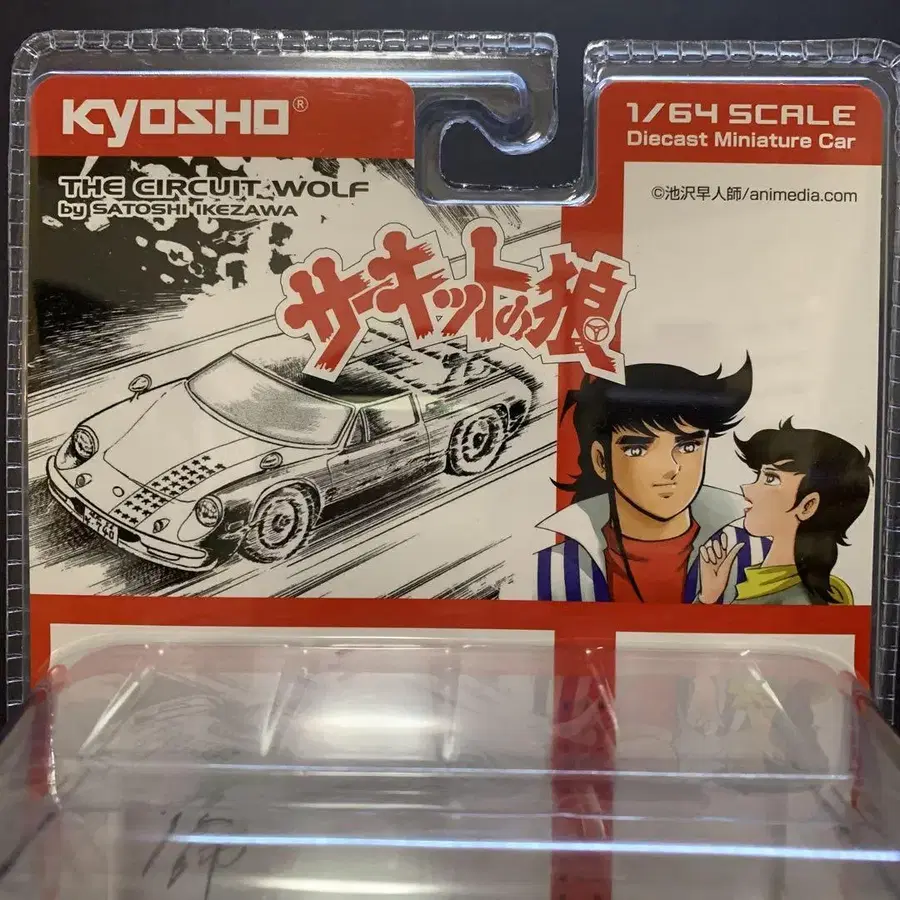 KYOSHO®
1/64 SCALE
Diecast Miniature Car
THE CIRCUIT WOLF
by SATOSHI IKEZAWA
©池沢早人師/animedia.com
サーキットの狼